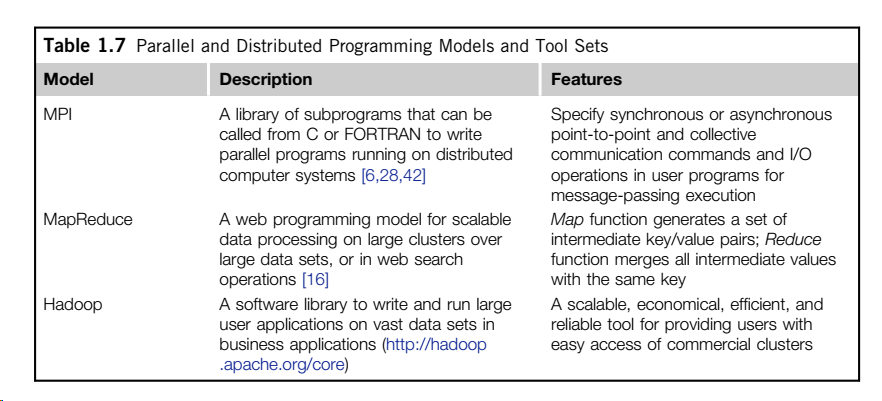 Table 1.7 Parallel and Distributed Programming Models and Tool Sets
Model Description Features
MPI A library of subprograms that can be Specify synchronous or asynchronous
called from C or FORTRAN to write point-to-point and collective
parallel programs running on distributed communication commands and I/O
computer systems [6,28,42] operations in user programs for
message-passing execution
MapReduce A web programming model for scalable Map function generates a set of
data processing on large clusters over intermediate key/value pairs; Reduce
large data sets, or in web search function merges all intermediate values
operations [16] with the same key
Hadoop A software library to write and run large A scalable, economical, efficient, and
user applications on vast data sets in reliable tool for providing users with
business applications (http://hadoop easy access of commercial clusters
.apache.org/core)